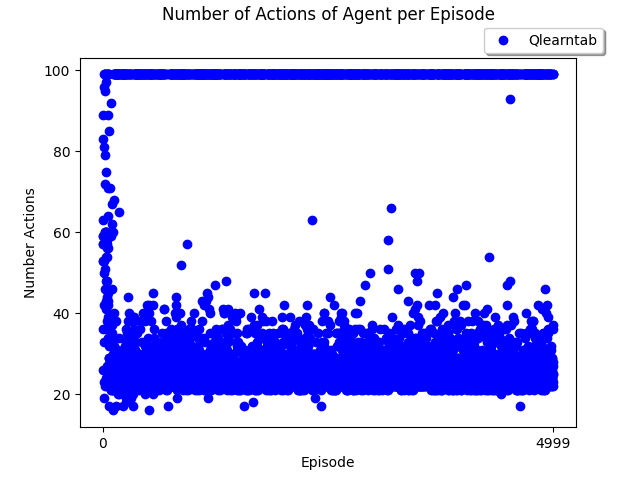 Number of Actions of Agent per Episode
Qlearntab
100
80
60
40
20
Number Actions
0
4999
Episode